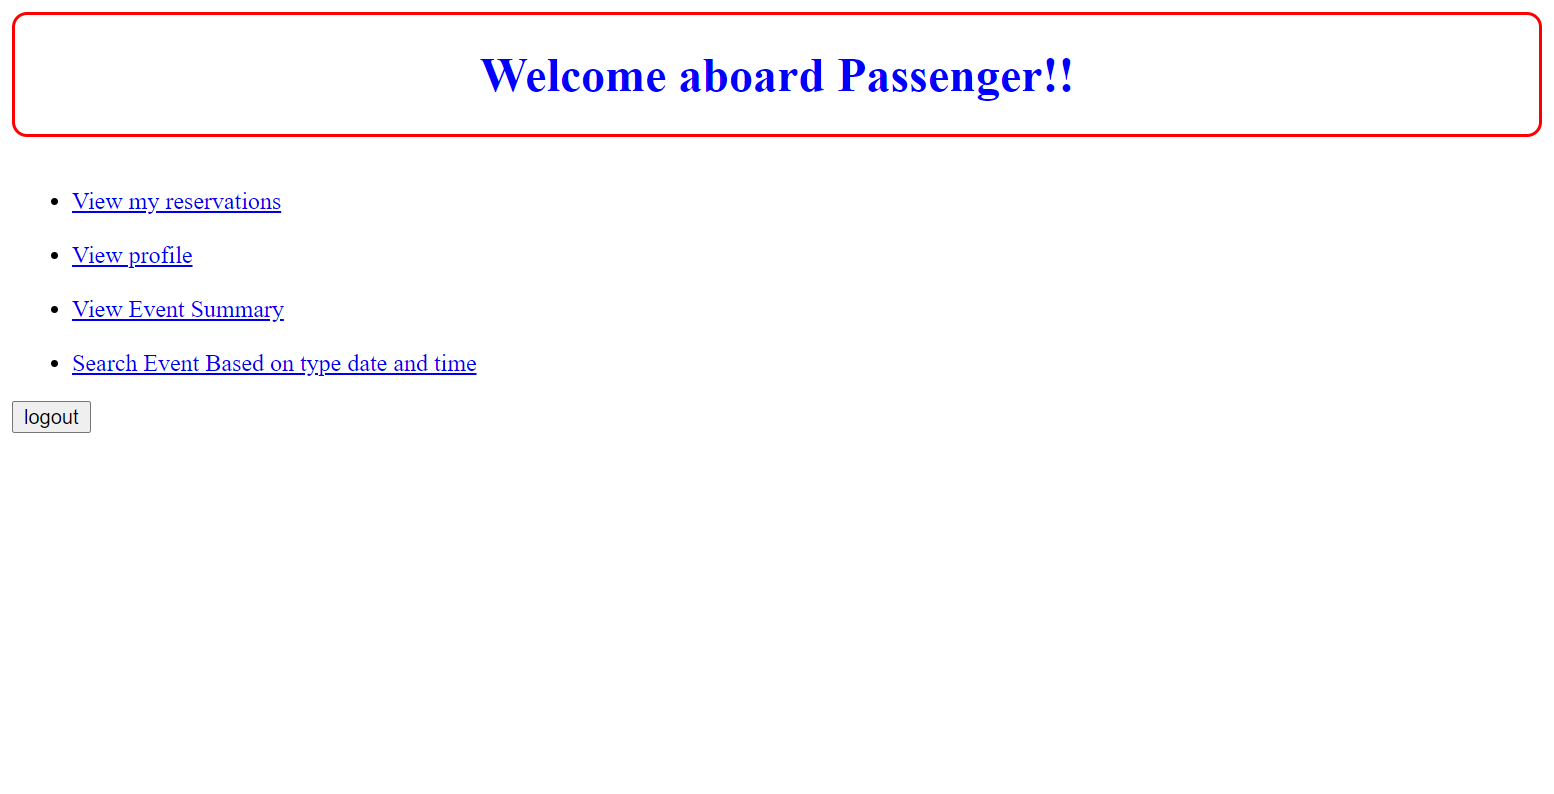 Welcome aboard Passenger!!
View my reservations
View profile
View Event Summary
Search Event Based on type date and time
logout